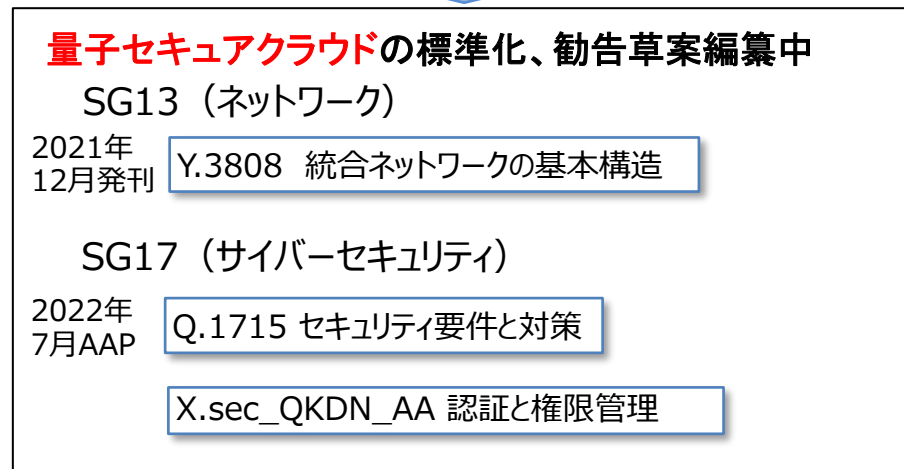 量子セキュアクラウドの標準化、勧告草案編纂中
SG13（ネットワーク）
2021年
12月発刊
Y.3808 統合ネットワークの基本構造
SG17（サイバーセキュリティ）
2022年
7月AAP
Q.1715 セキュリティ要件と対策
X.sec_QKDN_AA 認証と権限管理